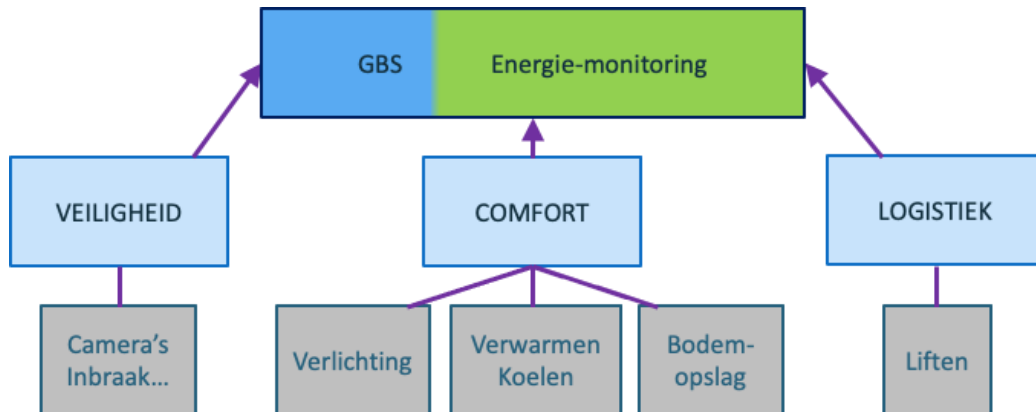 GBS Energie-monitoring
VEILIGHEID
COMFORT
LOGISTIEK
Camera's
Inbraak...
Verlichting
Verwarmen
Koelen
Bodem-
opslag
Liften